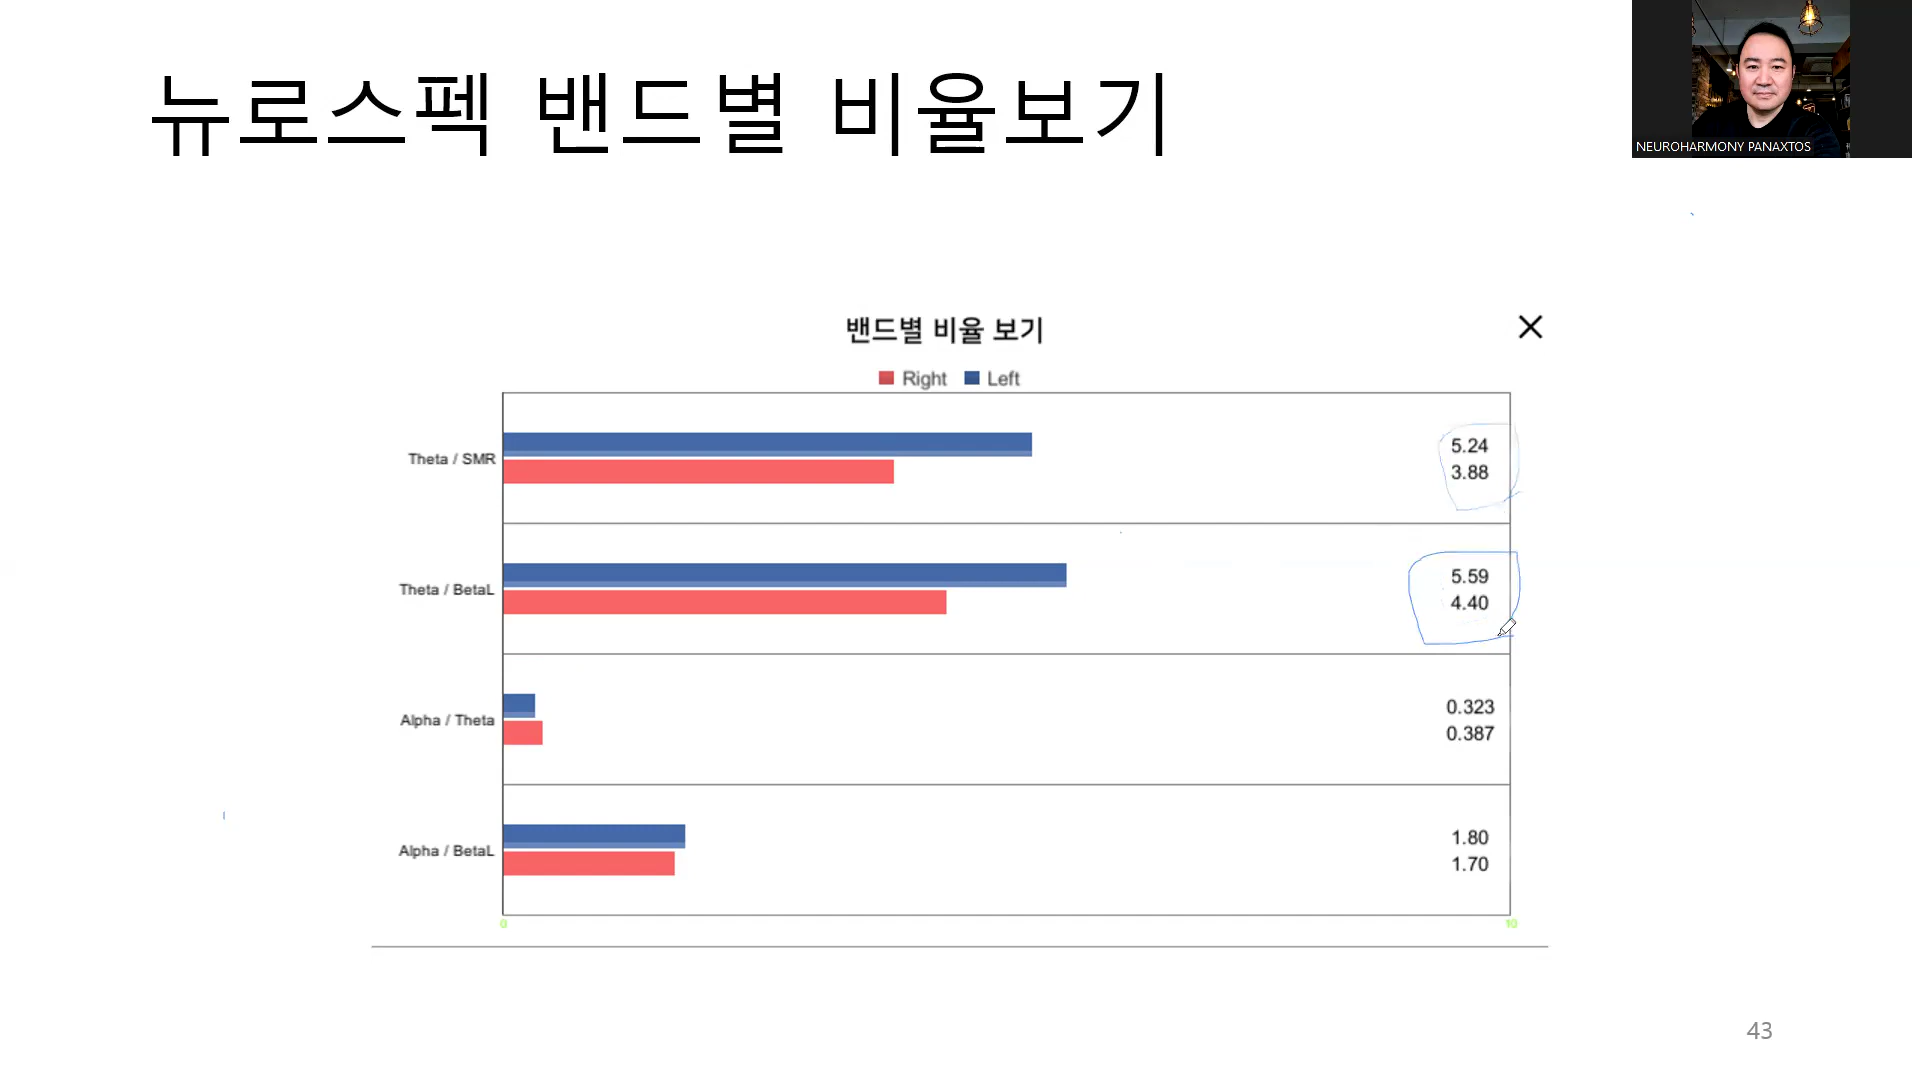 뉴로스펙 밴드별 비율보기
NEUROHARMONY PANAXTOS
밴드별 비율 보기
Right Left
Theta / SMR
5.24
3.88
Theta / BetaL
5.59
4.40
Alpha / Theta
0.323
0.387
Alpha / BetaL
1.80
1.70
0 10
43